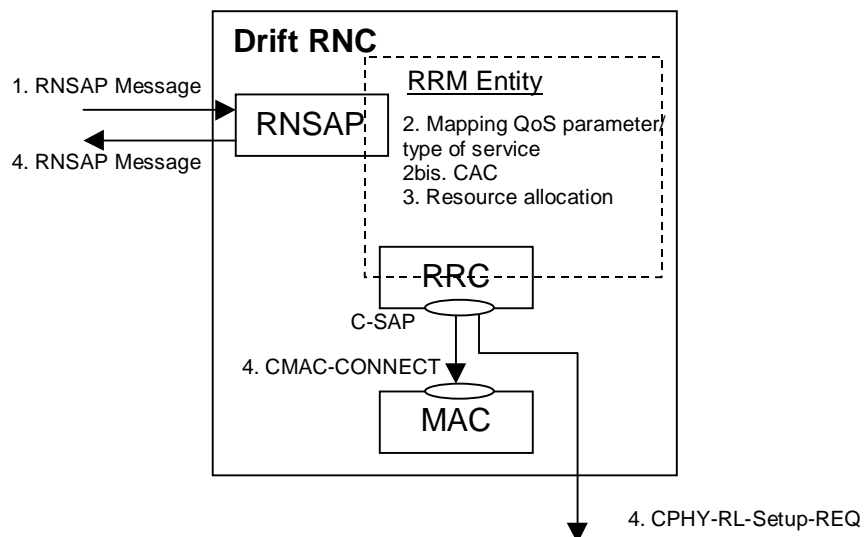 Drift RNC
1. RNSAP Message
RNSAP
4. RNSAP Message
RRM Entity
2. Mapping QoS parameter/
type of service
2bis. CAC
3. Resource allocation
RRC
C-SAP
4. CMAC-CONNECT
MAC
4. CPHY-RL-Setup-REQ